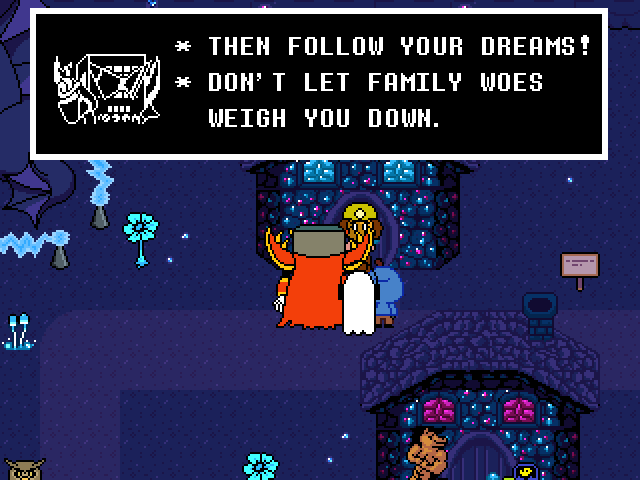 * THEN FOLLOW YOUR DREAMS!
* DON'T LET FAMILY WOES
WEIGH YOU DOWN.